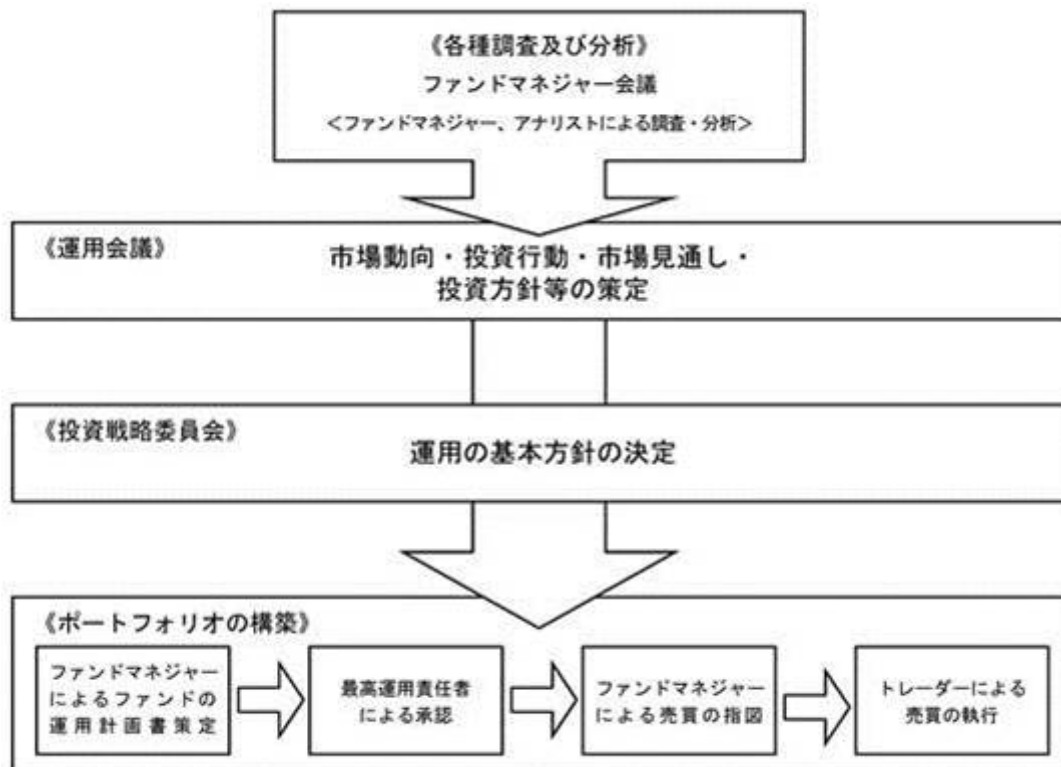 《各種調査及び分析》
ファンドマネジャー会議
<ファンドマネジャー、アナリストによる調査・分析>
《運用会議》
市場動向・投資行動・市場見通し・
投資方針等の策定
《投資戦略委員会》
運用の基本方針の決定
《ポートフォリオの構築》
ファンドマネジャー
によるファンドの
運用計画書策定
最高運用責任者
による承認
ファンドマネジャー
による売買の指図
トレーダーによる
売買の執行